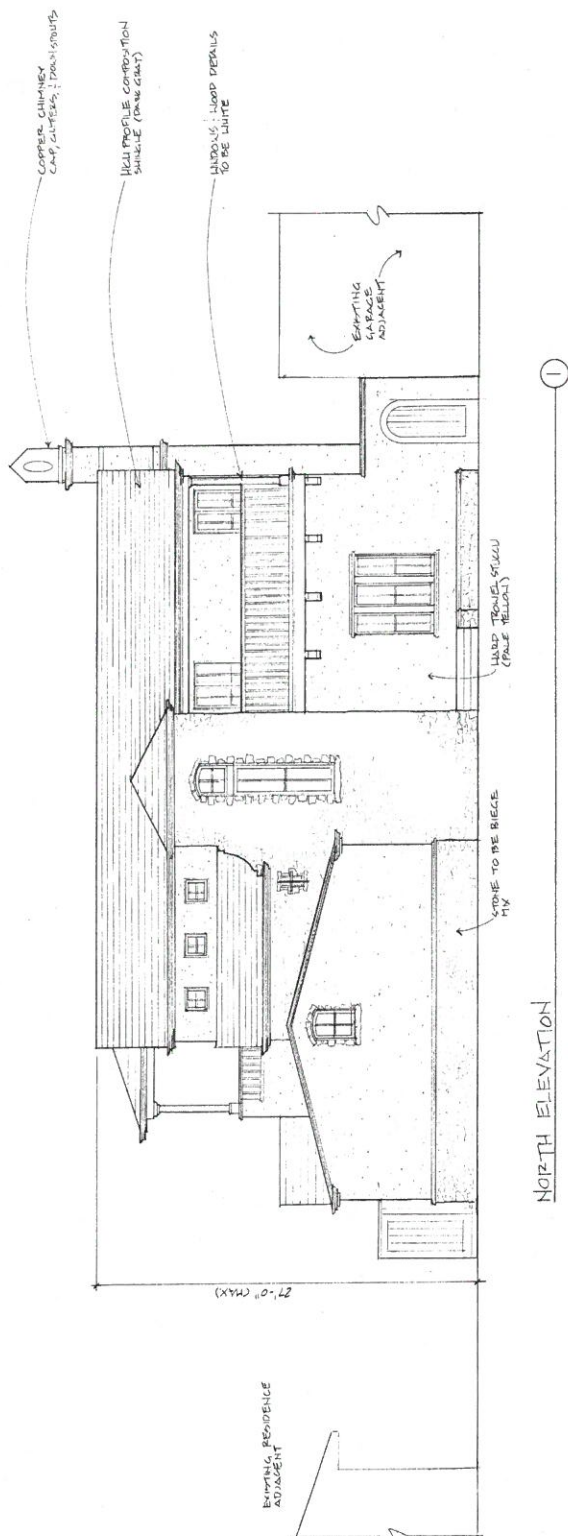 COPPER CHIMNEY
CAP, GUTTERS, & DOWNSPOUTS
HIGH PROFILE COMPOSITION
SHINGLE (DARK GRAY)
WINDOWS & WOOD DETAILS
TO BE WHITE
EXISTING
GARAGE
ADJACENT
HARD TROWEL STUCCO
(PALE YELLOW)
STONE TO BE BIEGE
MIX
27'-0" (MAX)
EXISTING RESIDENCE
ADJACENT
NORTH ELEVATION
1